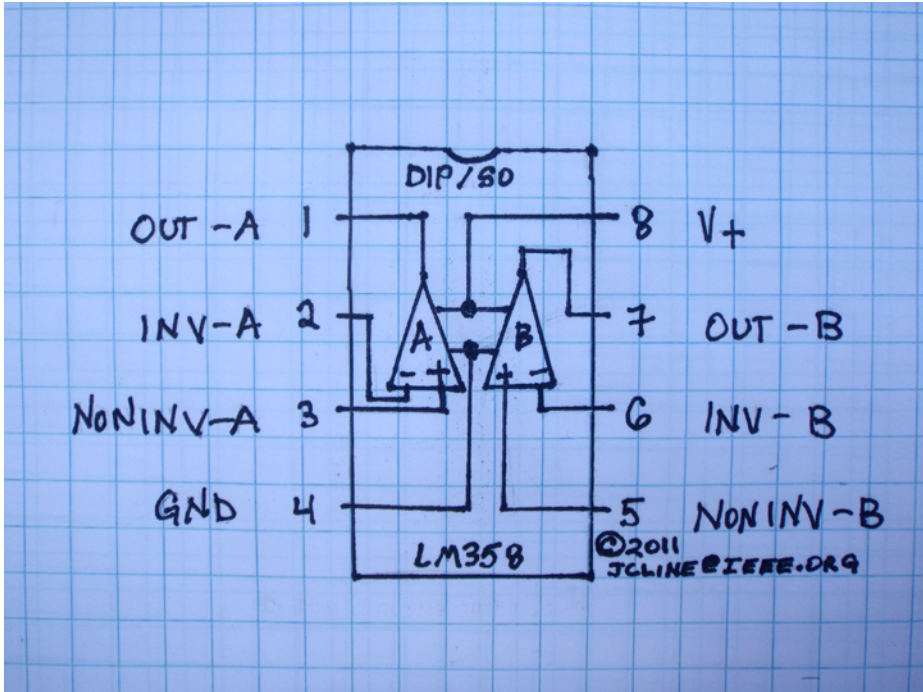 DIP/SO
OUT-A 1
8 V+
INV-A 2
7 OUT-B
A
B
- +
+ -
NONINV-A 3
6 INV-B
GND 4
5 NONINV-B
LM358
©2011
JCLINE@IEEE.ORG